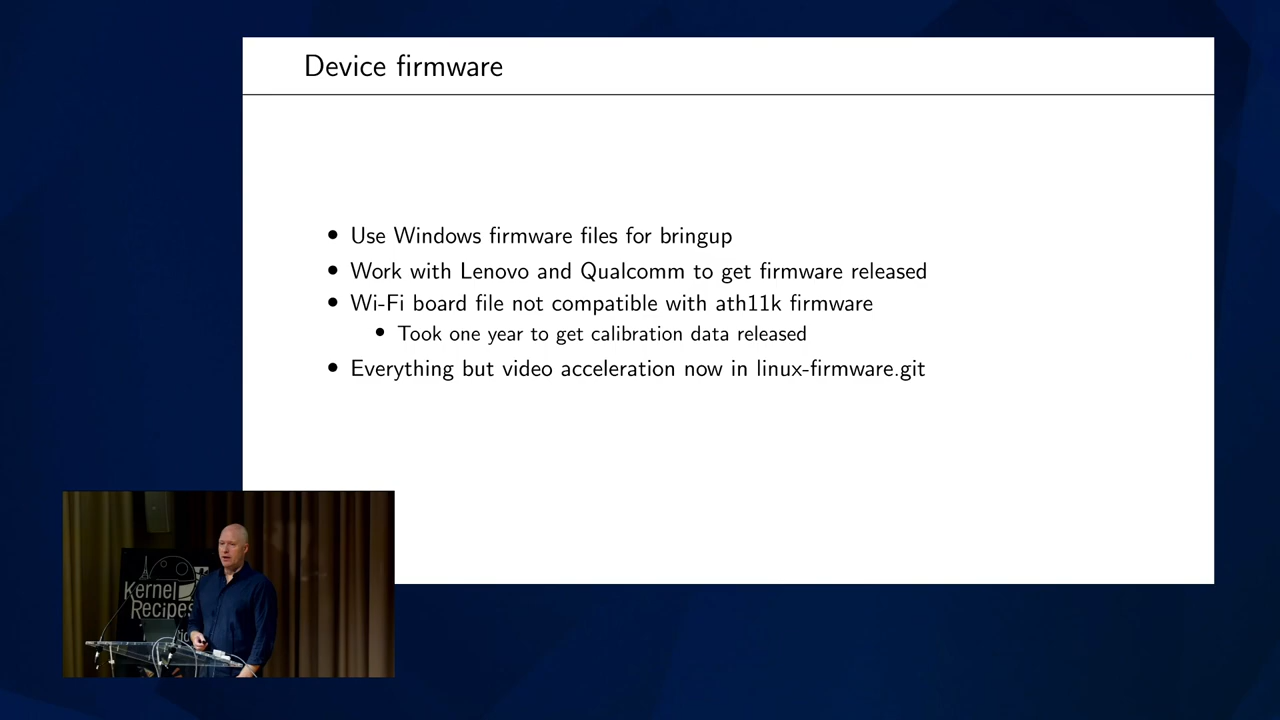 Device firmware
• Use Windows firmware files for bringup
• Work with Lenovo and Qualcomm to get firmware released
• Wi-Fi board file not compatible with ath11k firmware
• Took one year to get calibration data released
• Everything but video acceleration now in linux-firmware.git
Kernel
Recipes